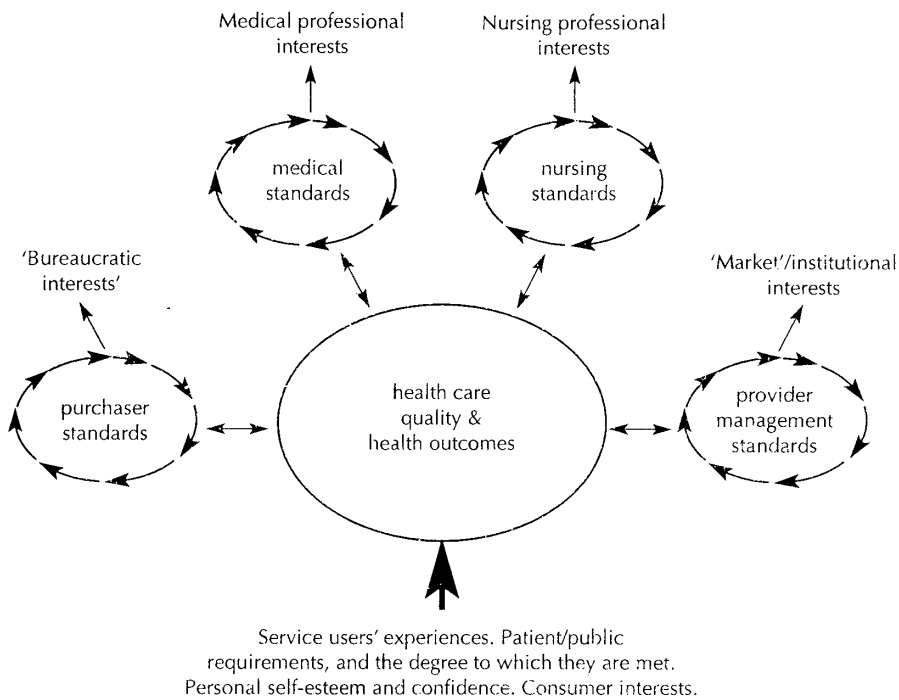 Medical professional
interests
Nursing professional
interests
medical
standards
nursing
standards
'Bureaucratic
interests'
'Market'/institutional
interests
purchaser
standards
health care
quality &
health outcomes
provider
management
standards
Service users' experiences. Patient/public
requirements, and the degree to which they are met.
Personal self-esteem and confidence. Consumer interests.